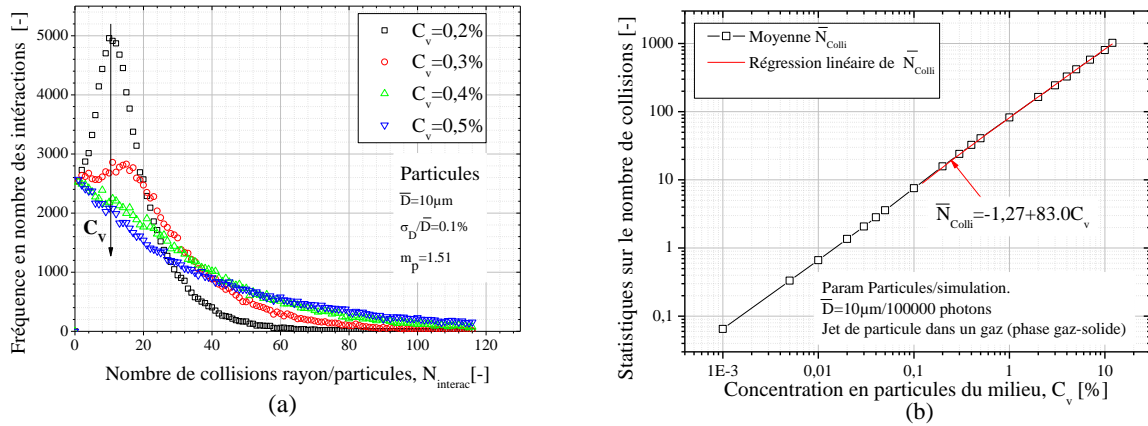 Fréquence en nombre des intéractions [-]
5000
4000
3000
2000
1000
0
0 20 40 60 80 100 120
Nombre de collisions rayon/particules, N_interac[-]
C_v=0,2%
C_v=0,3%
C_v=0,4%
C_v=0,5%
Particules
D̅=10µm
σ_D/D̅=0.1%
m_p=1.51
C_v
(a)
Statistiques sur le nombre de collisions [-]
1000
100
10
1
0,1
1E-3 0,01 0,1 1 10
Concentration en particules du milieu, C_v [%]
Moyenne N̅_Colli
Régression linéaire de N̅_Colli
N̅_Colli=-1,27+83.0C_v
Param Particules/simulation.
D̅=10µm/100000 photons
Jet de particule dans un gaz (phase gaz-solide)
(b)